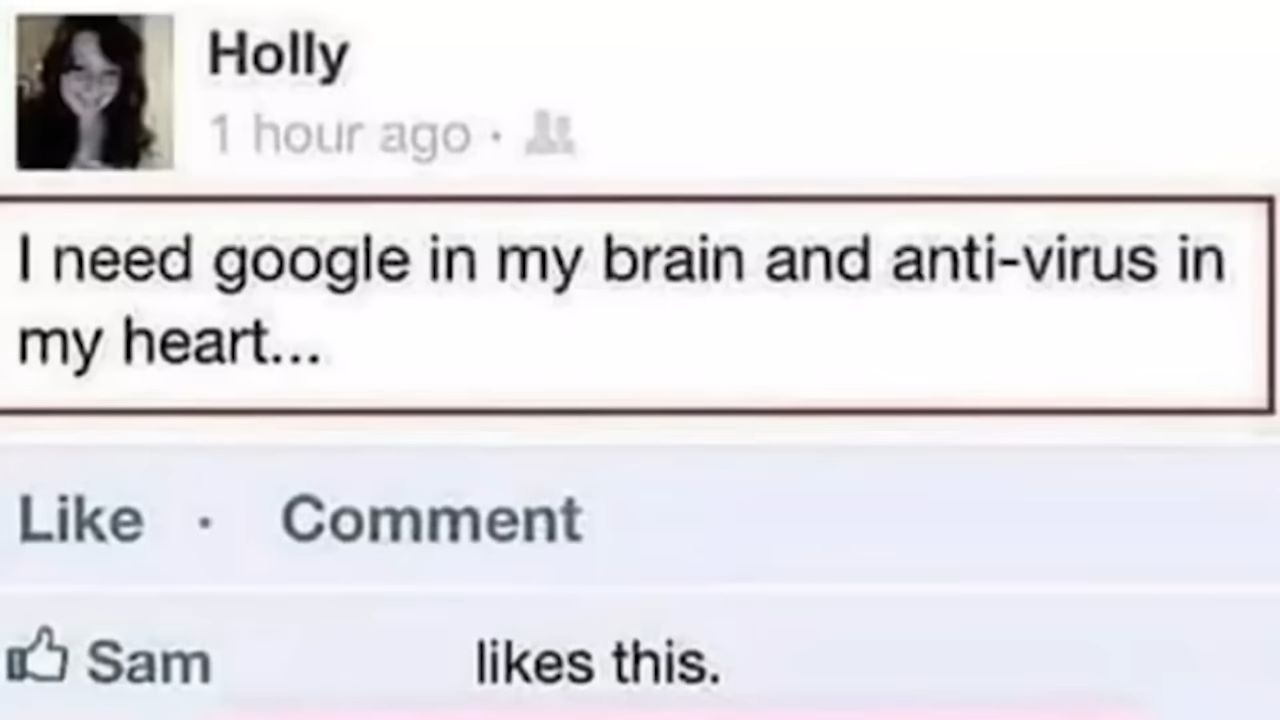 Holly
1 hour ago ·
I need google in my brain and anti-virus in
my heart...
Like · Comment
Sam likes this.